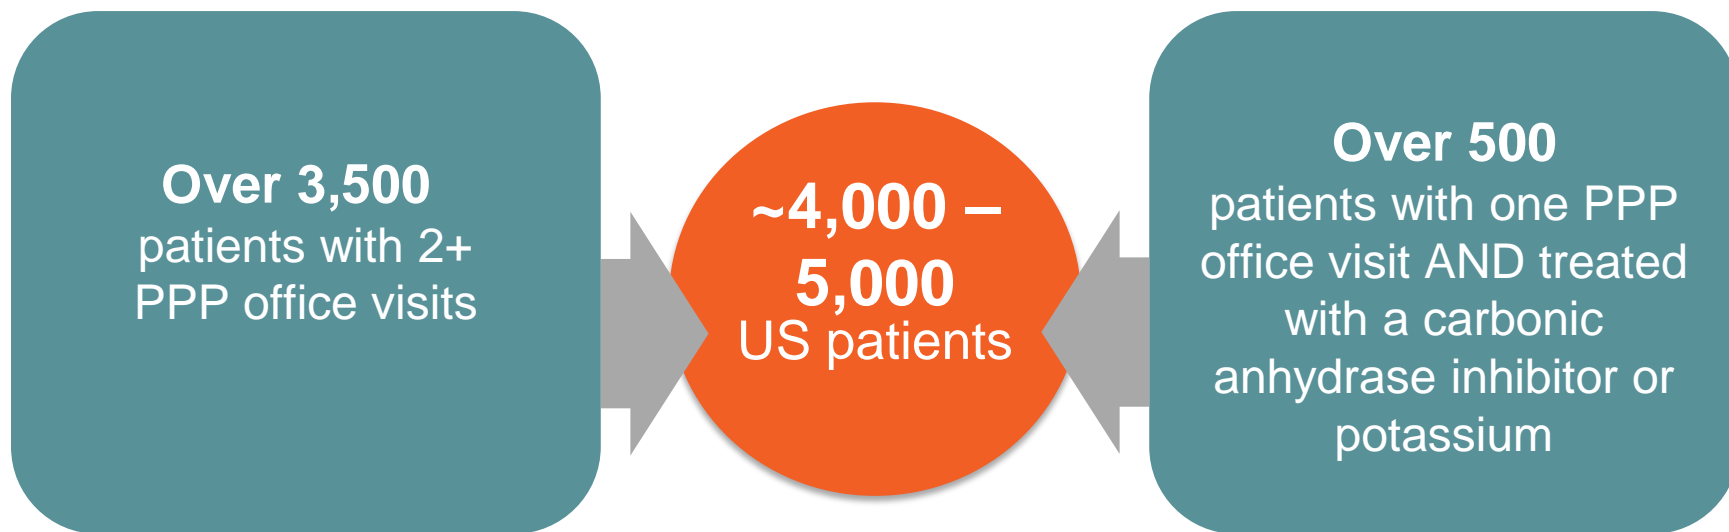 Over 3,500
patients with 2+
PPP office visits
~4,000 –
5,000
US patients
Over 500
patients with one PPP
office visit AND treated
with a carbonic
anhydrase inhibitor or
potassium